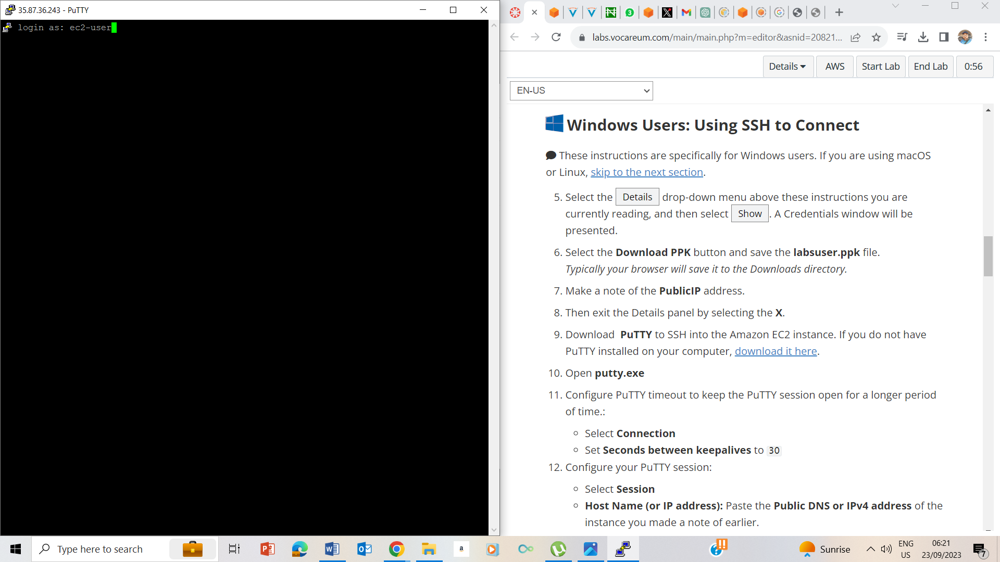 35.87.36.243 - PuTTY
login as: ec2-user
labs.vocareum.com/main/main.php?m=editor&asnid=20821...
Details
AWS
Start Lab
End Lab
0:56
EN-US
Windows Users: Using SSH to Connect
These instructions are specifically for Windows users. If you are using macOS
or Linux, skip to the next section.
5. Select the Details drop-down menu above these instructions you are
currently reading, and then select Show . A Credentials window will be
presented.
6. Select the Download PPK button and save the labsuser.ppk file.
Typically your browser will save it to the Downloads directory.
7. Make a note of the PublicIP address.
8. Then exit the Details panel by selecting the X.
9. Download PuTTY to SSH into the Amazon EC2 instance. If you do not have
PuTTY installed on your computer, download it here.
10. Open putty.exe
11. Configure PuTTY timeout to keep the PuTTY session open for a longer period
of time.:
Select Connection
Set Seconds between keepalives to 30
12. Configure your PuTTY session:
Select Session
Host Name (or IP address): Paste the Public DNS or IPv4 address of the
instance you made a note of earlier.
Type here to search
a
Sunrise
ENG
US
06:21
23/09/2023
7